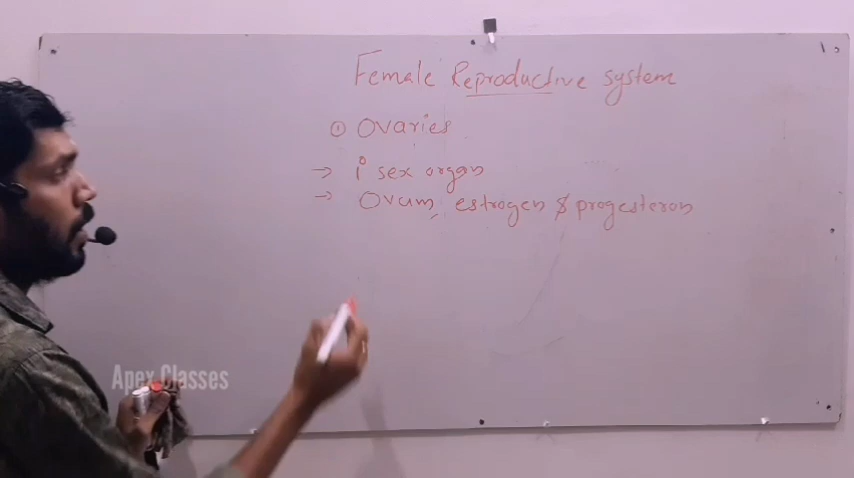 Female Reproductive system
① Ovaries
→ 1° sex organ
→ Ovum, estrogen & progesteron
Apex Classes